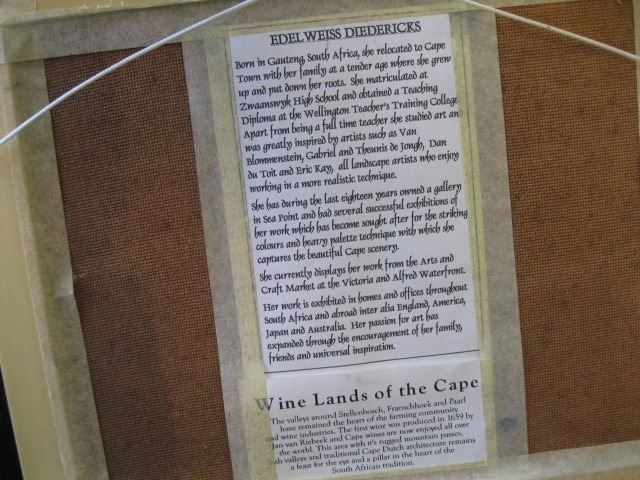 EDELWEISS DIEDERICKS
Born in Gauteng, South Africa, she relocated to Cape
Town with her family at a tender age where she grew
up and put down her roots. She matriculated at
Zwaanswyk High School and obtained a Teaching
Diploma at the Wellington Teacher's Training College.
Apart from being a full time teacher she studied art and
was greatly inspired by artists such as Van
Blommenstein, Gabriel and Theunis de Jongh, Dan
du Toit and Eric Kay, all landscape artists who enjoy
working in a more realistic technique.
She has during the last eighteen years owned a gallery
in Sea Point and had several successful exhibitions of
her work which has become sought after for the striking
colours and heavy palette technique with which she
captures the beautiful Cape scenery.
She currently displays her work from the Arts and
Craft Market at the Victoria and Alfred Waterfront.
Her work is exhibited in homes and offices throughout
South Africa and abroad inter alia England, America,
Japan and Australia. Her passion for art has
expanded through the encouragement of her family,
friends and universal inspiration.
Wine Lands of the Cape
The valleys around Stellenbosch, Franschhoek and Paarl
have remained the heart of the farming community
and wine industries. The first wine was produced in 1659 by
Jan van Riebeek and Cape wines are now enjoyed all over
the world. This area with it's rugged mountain passes,
valleys and traditional Cape Dutch architecture remains
a feast for the eye and a pillar in the heart of the
South African tradition.